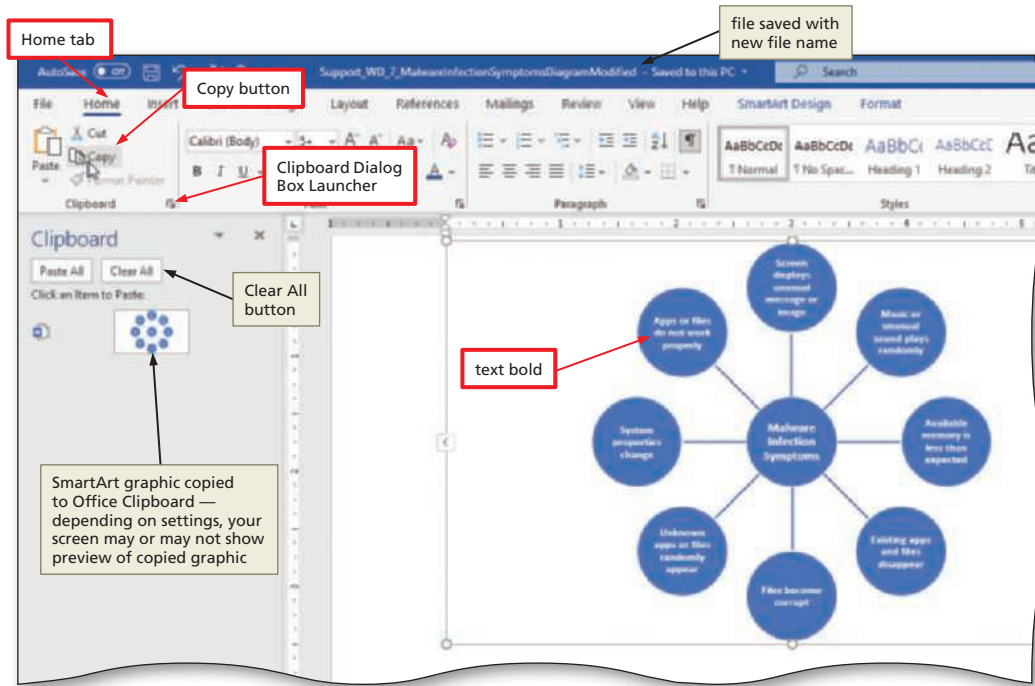 file saved with
new file name
Home tab
AutoSave Off
Support_WD_7_MalwareInfectionSymptomsDiagramModified - Saved to this PC
Search
Copy button
File Home Insert Layout References Mailings Review View Help SmartArt Design Format
Cut
Copy
Format Painter
Paste
Clipboard
Calibri (Body)
B I U
Clipboard Dialog
Box Launcher
Paragraph
AaBbCcDc AaBbCcDc AaBbCc AaBbCcC
¶ Normal ¶ No Spac... Heading 1 Heading 2
Styles
Clipboard
Paste All Clear All
Click an Item to Paste:
Clear All
button
SmartArt graphic copied
to Office Clipboard —
depending on settings, your
screen may or may not show
preview of copied graphic
text bold
Screen
displays
unusual
message or
image
Music or
unusual
sound plays
randomly
Available
memory is
less than
expected
Existing apps
and files
disappear
Files become
corrupt
Unknown
apps or files
randomly
appear
System
properties
change
Apps or files
do not work
properly
Malware
Infection
Symptoms